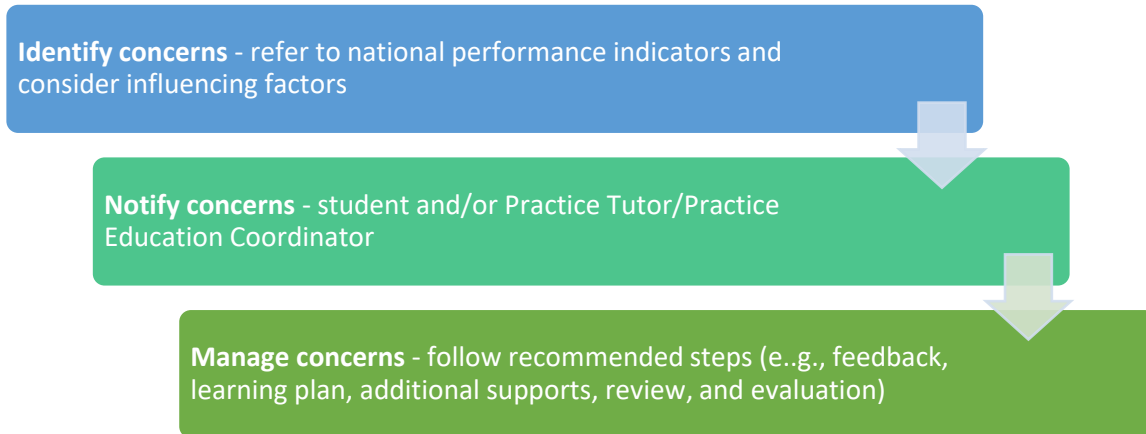 Identify concerns - refer to national performance indicators and
consider influencing factors
Notify concerns - student and/or Practice Tutor/Practice
Education Coordinator
Manage concerns - follow recommended steps (e..g., feedback,
learning plan, additional supports, review, and evaluation)